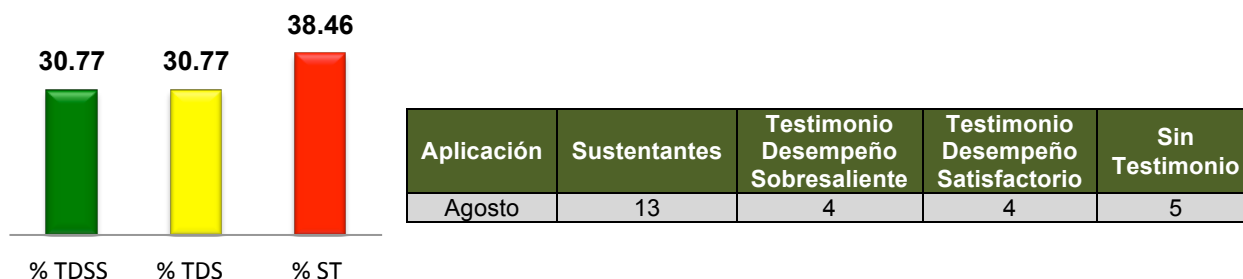 38.46
30.77 30.77
% TDSS % TDS % ST
Aplicación Sustentantes Testimonio Desempeño Sobresaliente Testimonio Desempeño Satisfactorio Sin Testimonio
Agosto 13 4 4 5